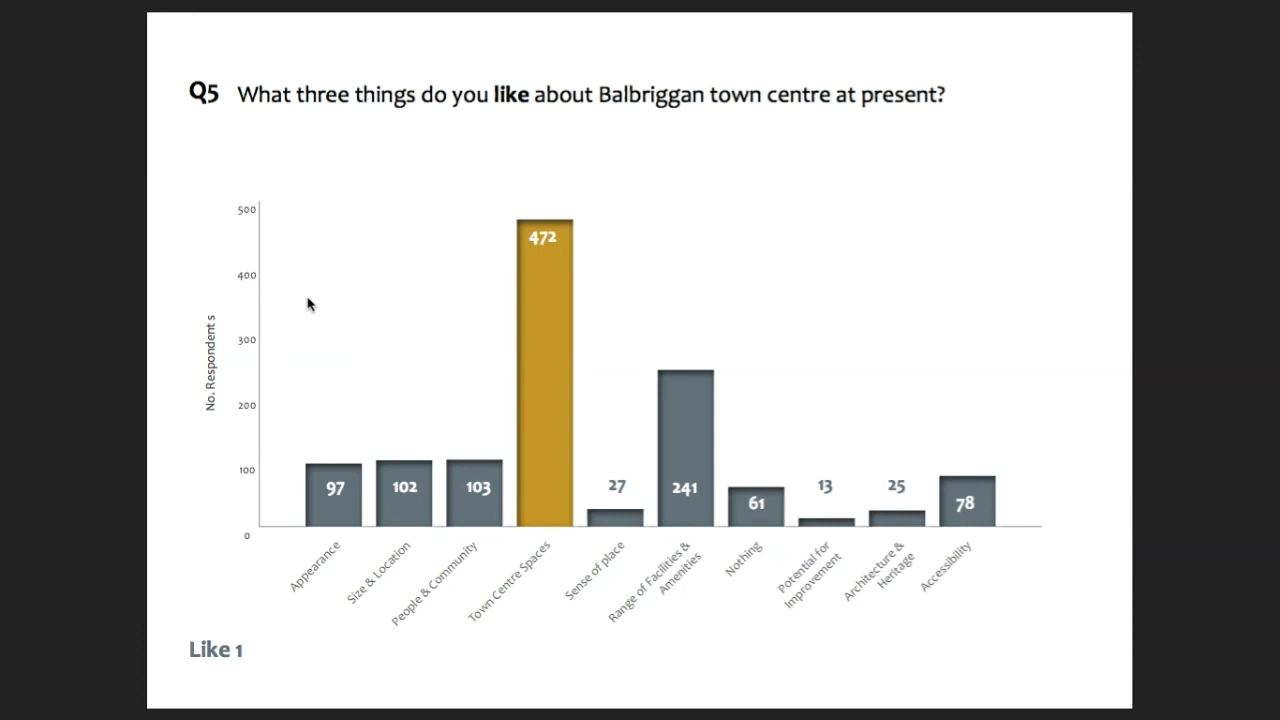 Q5 What three things do you like about Balbriggan town centre at present?
500
400
300
200
100
0
No. Respondent s
97
102
103
472
27
241
61
13
25
78
Appearance
Size & Location
People & Community
Town Centre Spaces
Sense of place
Range of Facilities &
Amenities
Nothing
Potential for
Improvement
Architecture &
Heritage
Accessibility
Like 1